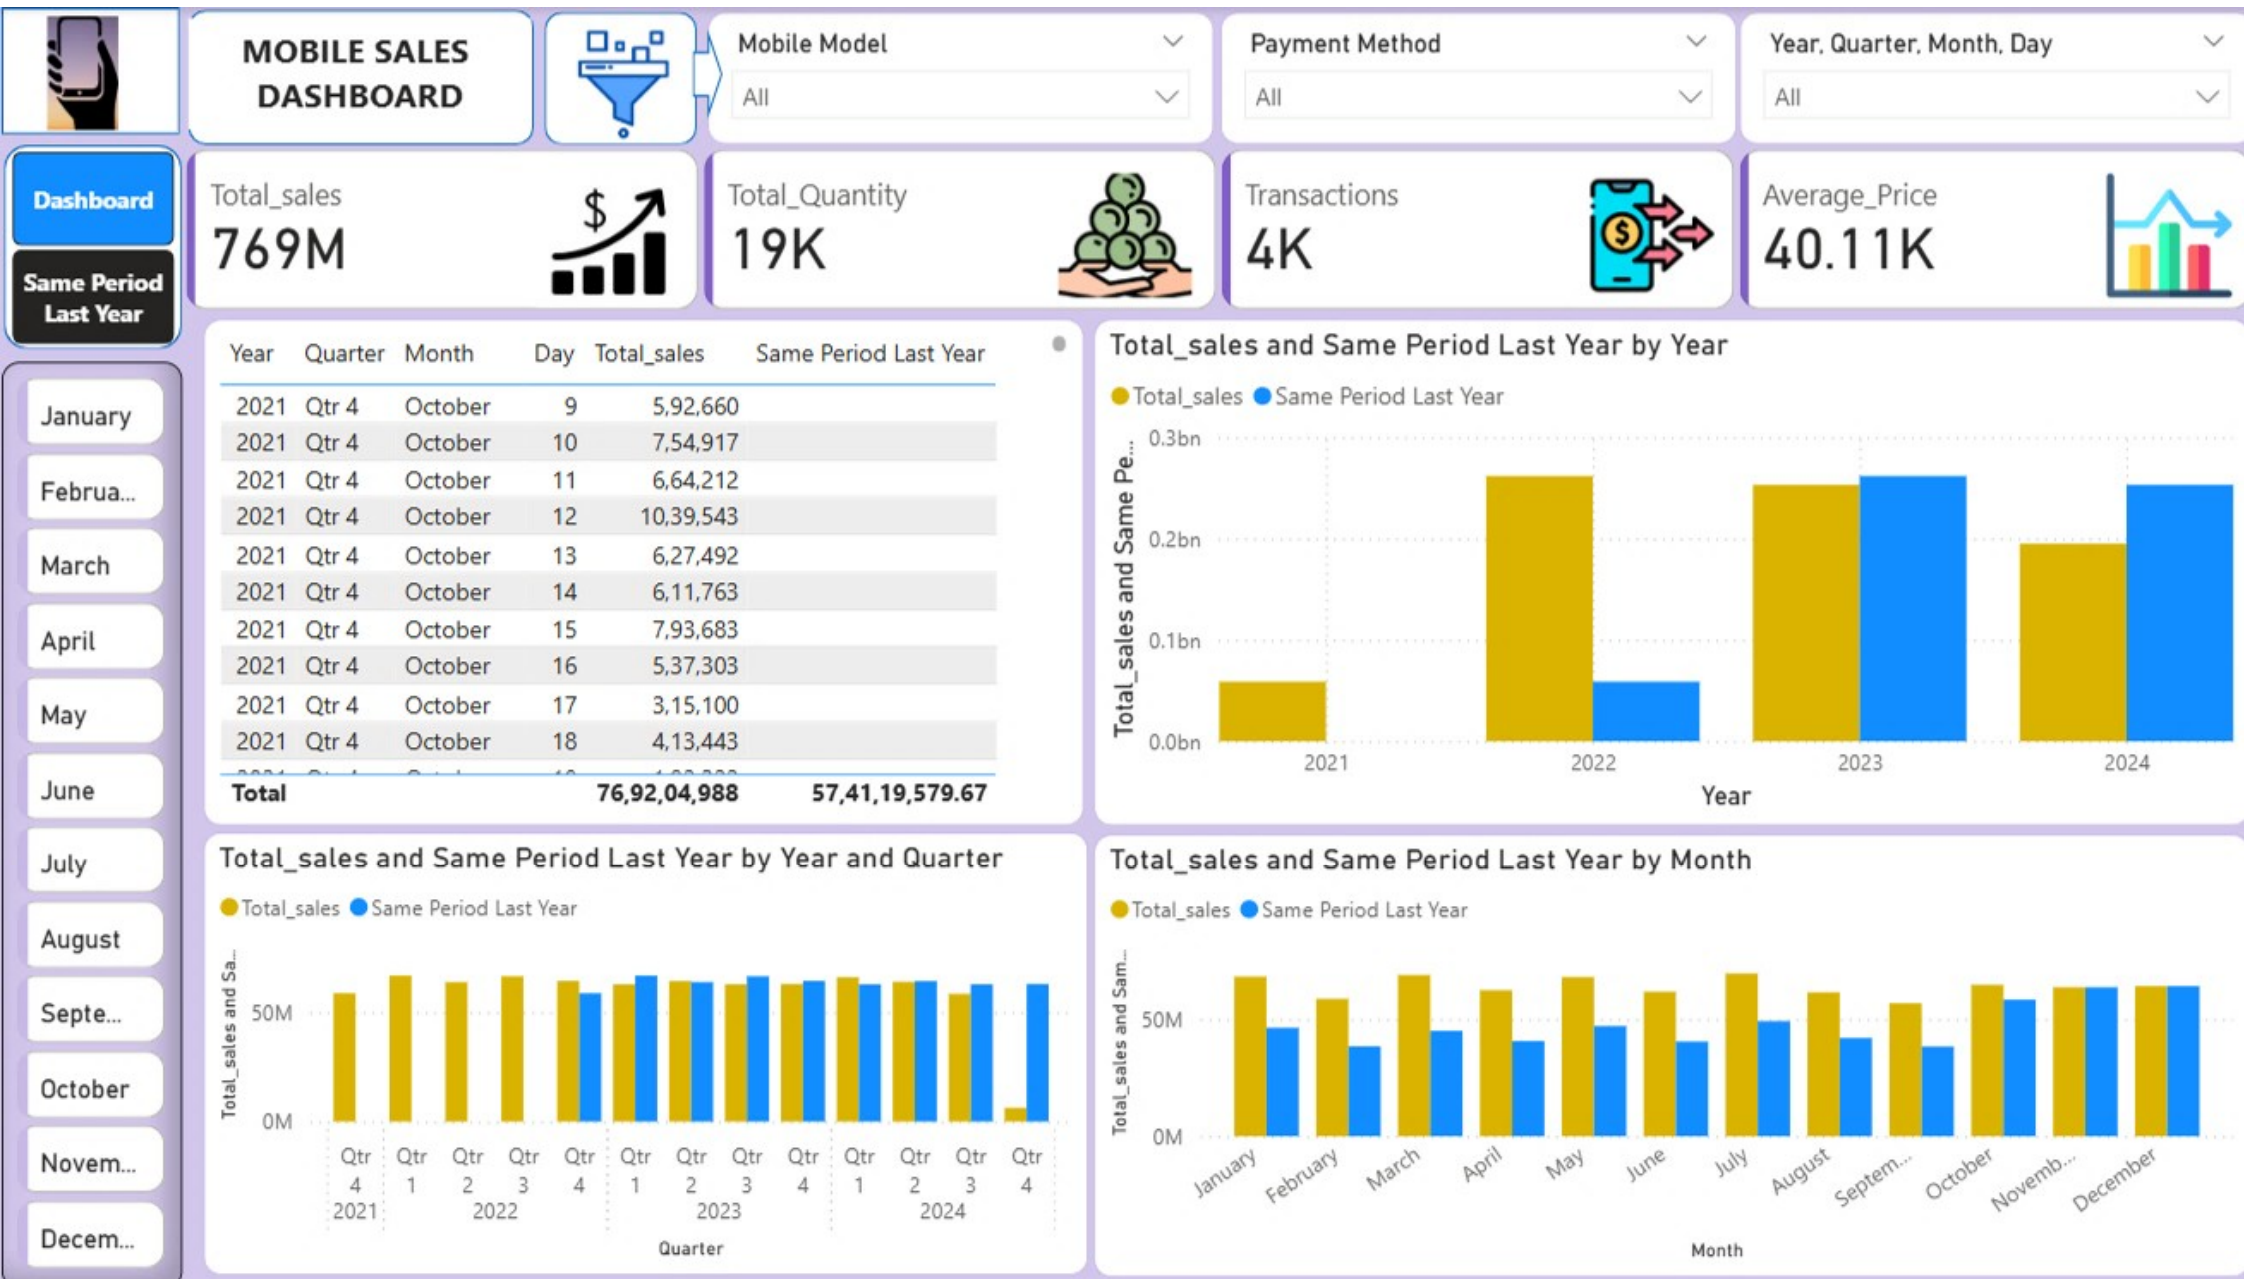 MOBILE SALES
DASHBOARD
Mobile Model
All
Payment Method
All
Year, Quarter, Month, Day
All
Dashboard
Same Period
Last Year
Total_sales
769M
$
Total_Quantity
19K
Transactions
4K
$
Average_Price
40.11K
January
Februa...
March
April
May
June
July
August
Septe...
October
Novem...
Decem...
Year Quarter Month Day Total_sales Same Period Last Year
2021 Qtr 4 October 9 5,92,660
2021 Qtr 4 October 10 7,54,917
2021 Qtr 4 October 11 6,64,212
2021 Qtr 4 October 12 10,39,543
2021 Qtr 4 October 13 6,27,492
2021 Qtr 4 October 14 6,11,763
2021 Qtr 4 October 15 7,93,683
2021 Qtr 4 October 16 5,37,303
2021 Qtr 4 October 17 3,15,100
2021 Qtr 4 October 18 4,13,443
Total 76,92,04,988 57,41,19,579.67
Total_sales and Same Period Last Year by Year
Total_sales Same Period Last Year
Total_sales and Same Pe...
0.3bn
0.2bn
0.1bn
0.0bn
2021 2022 2023 2024
Year
Total_sales and Same Period Last Year by Year and Quarter
Total_sales Same Period Last Year
Total_sales and Sa...
50M
0M
Qtr Qtr Qtr Qtr Qtr Qtr Qtr Qtr Qtr Qtr Qtr Qtr Qtr
4 1 2 3 4 1 2 3 4 1 2 3 4
2021 2022 2023 2024
Quarter
Total_sales and Same Period Last Year by Month
Total_sales Same Period Last Year
Total_sales and Sam...
50M
0M
January February March April May June July August Septem... October Novemb... December
Month